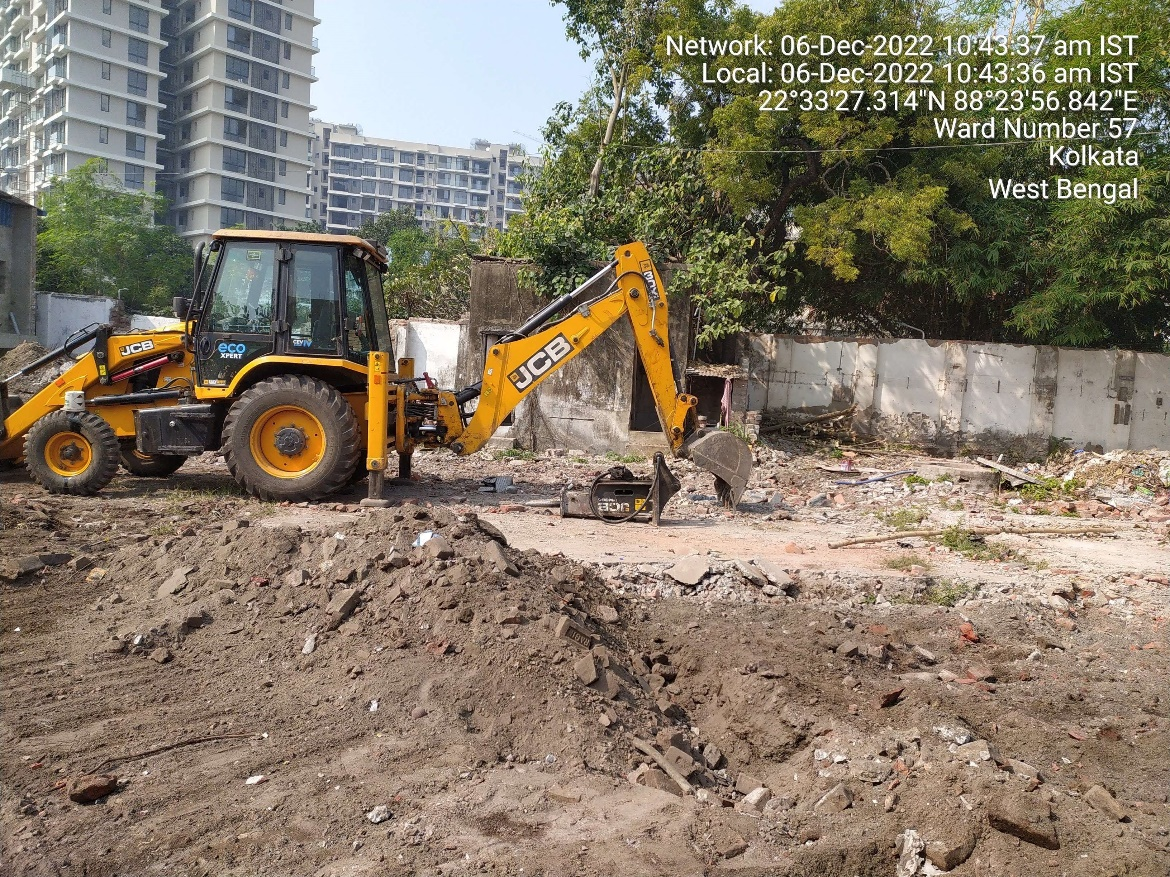 Network: 06-Dec-2022 10:43:37 am IST
Local: 06-Dec-2022 10:43:36 am IST
22°33'27.314"N 88°23'56.842"E
Ward Number 57
Kolkata
West Bengal
JCB
eco
XPERT
JCB